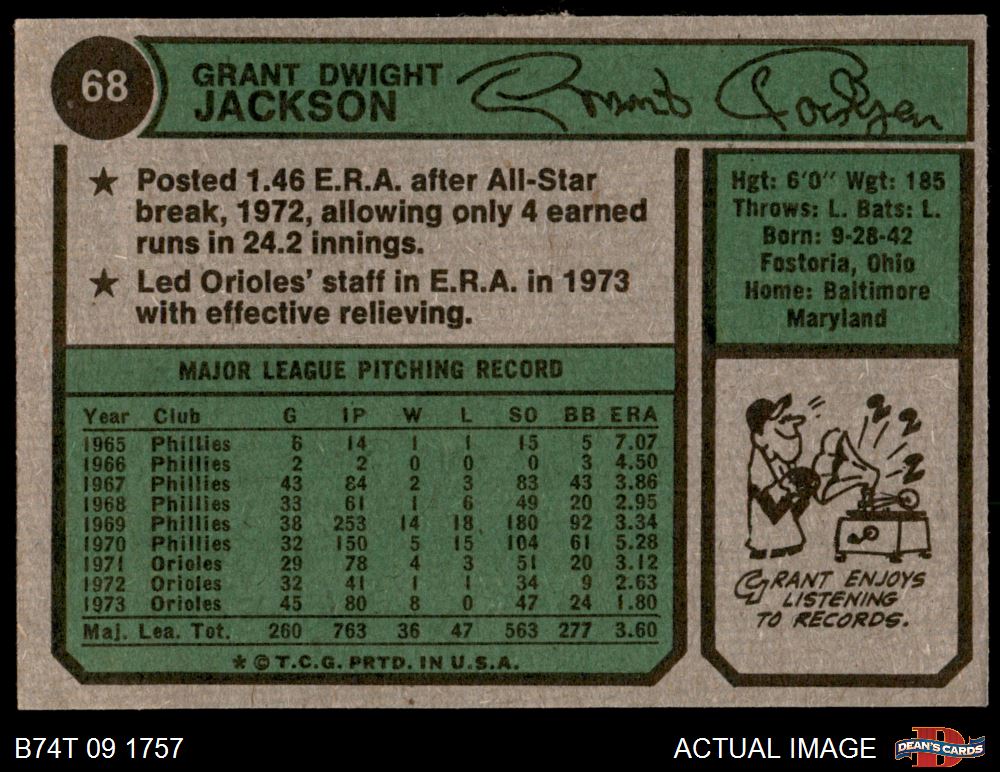 68
GRANT DWIGHT
JACKSON
Grant Jackson
★ Posted 1.46 E.R.A. after All-Star
break, 1972, allowing only 4 earned
runs in 24.2 innings.
★ Led Orioles' staff in E.R.A. in 1973
with effective relieving.
Hgt: 6'0" Wgt: 185
Throws: L. Bats: L.
Born: 9-28-42
Fostoria, Ohio
Home: Baltimore
Maryland
MAJOR LEAGUE PITCHING RECORD
Year Club G IP W L SO BB ERA
1965 Phillies 6 14 1 1 15 5 7.07
1966 Phillies 2 2 0 0 0 3 4.50
1967 Phillies 43 84 2 3 83 43 3.86
1968 Phillies 33 61 1 6 49 20 2.95
1969 Phillies 38 253 14 18 180 92 3.34
1970 Phillies 32 150 5 15 104 61 5.28
1971 Orioles 29 78 4 3 51 20 3.12
1972 Orioles 32 41 1 1 34 9 2.63
1973 Orioles 45 80 8 0 47 24 1.80
Maj. Lea. Tot. 260 763 36 47 563 277 3.60
* © T.C.G. PRTD. IN U.S.A.
GRANT ENJOYS
LISTENING
TO RECORDS.
B74T 09 1757
ACTUAL IMAGE
D
DEAN'S CARDS